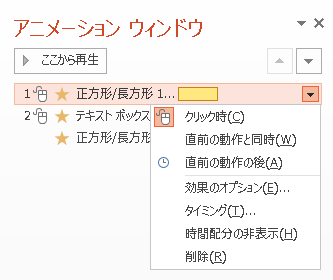 アニメーション ウィンドウ
ここから再生
1 正方形/長方形 1...
2 テキスト ボックス
正方形/長方形
クリック時(C)
直前の動作と同時(W)
直前の動作の後(A)
効果のオプション(E)...
タイミング(T)...
時間配分の非表示(H)
削除(R)